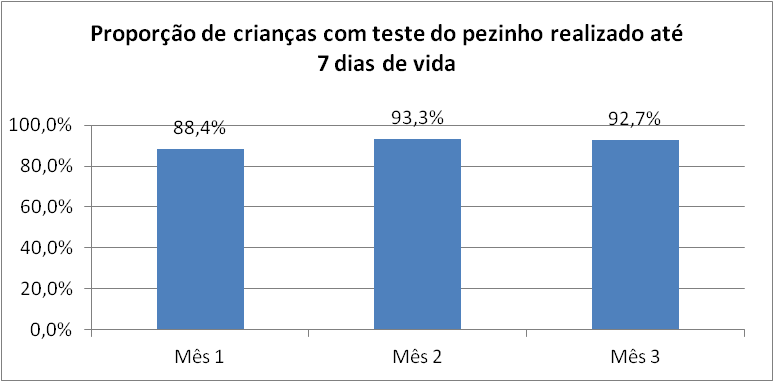 Proporção de crianças com teste do pezinho realizado até
7 dias de vida
100,0%
80,0%
60,0%
40,0%
20,0%
0,0%
88,4%
93,3%
92,7%
Mês 1
Mês 2
Mês 3